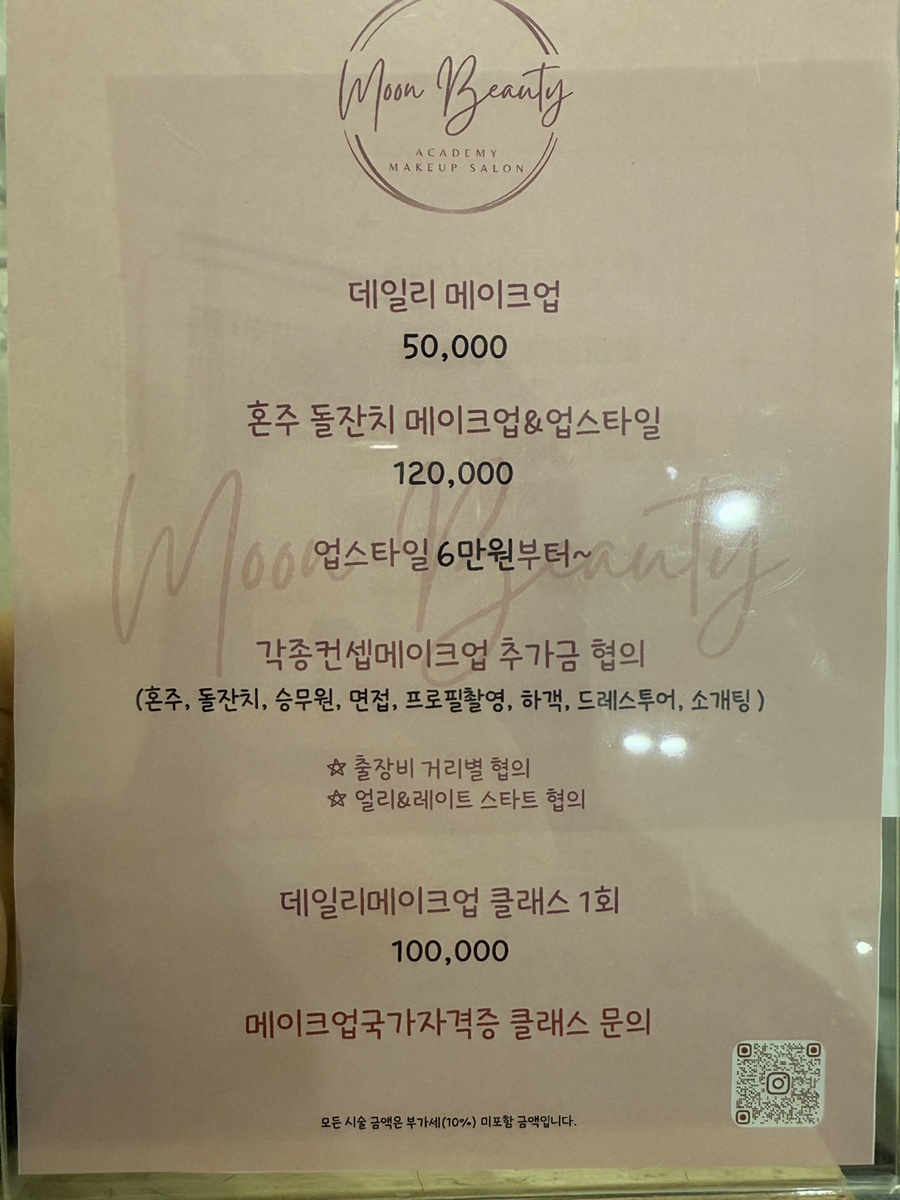 Moon Beauty
ACADEMY
MAKEUP SALON
데일리 메이크업
50,000
혼주 돌잔치 메이크업&업스타일
120,000
Moon Beauty
업스타일 6만원부터~
각종컨셉메이크업 추가금 협의
(혼주, 돌잔치, 승무원, 면접, 프로필촬영, 하객, 드레스투어, 소개팅 )
☆ 출장비 거리별 협의
☆ 얼리&레이트 스타트 협의
데일리메이크업 클래스 1회
100,000
메이크업국가자격증 클래스 문의
모든 시술 금액은 부가세(10%) 미포함 금액입니다.